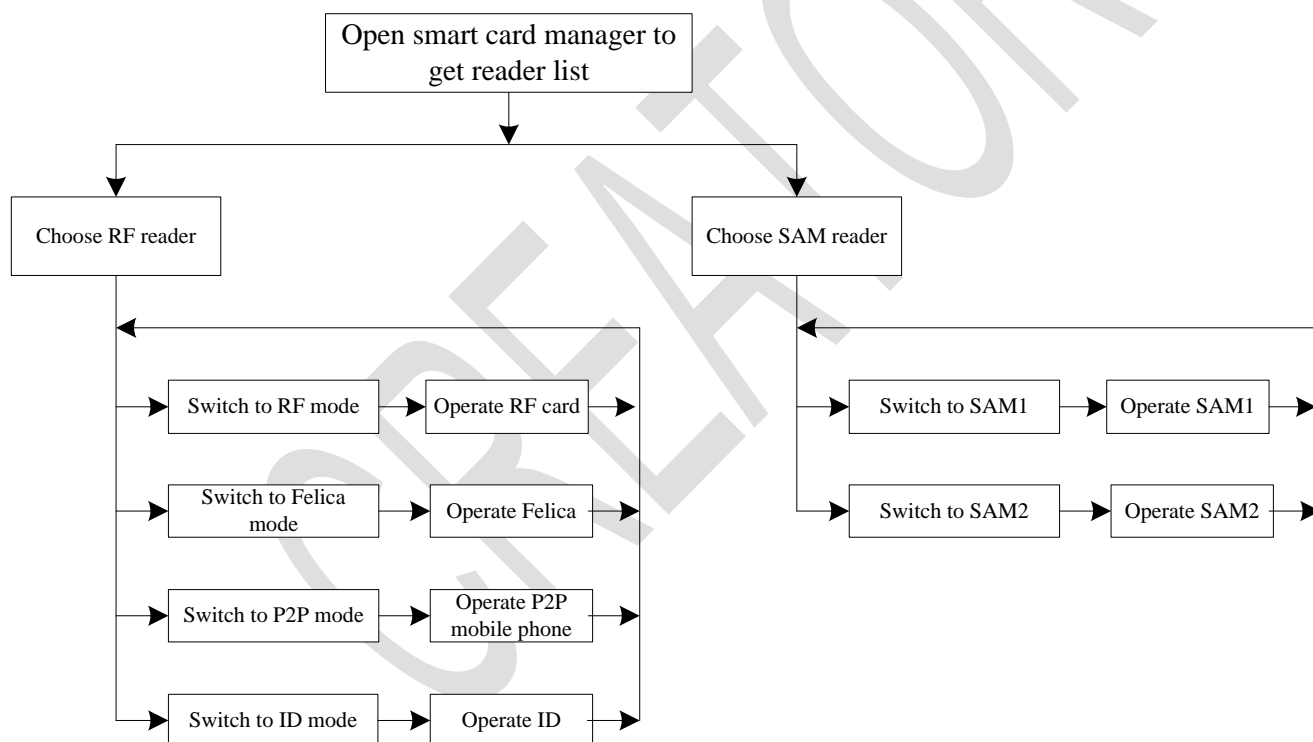 Open smart card manager to
get reader list
Choose RF reader
Choose SAM reader
Switch to RF mode
Operate RF card
Switch to SAM1
Operate SAM1
Switch to Felica
mode
Operate Felica
Switch to SAM2
Operate SAM2
Switch to P2P mode
Operate P2P
mobile phone
Switch to ID mode
Operate ID
CREATOR